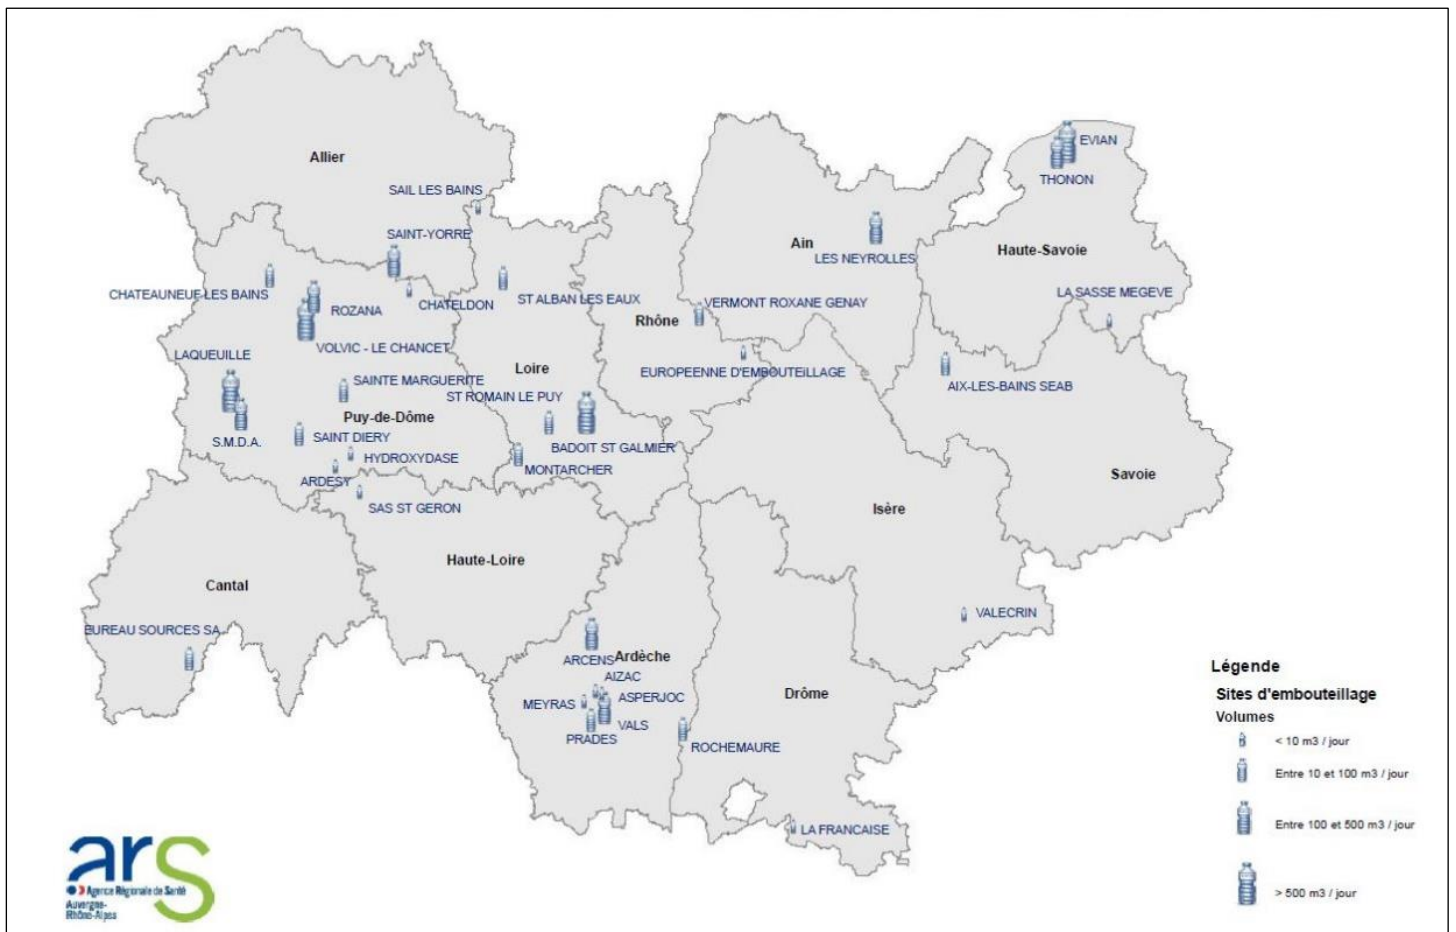 Allier
SAIL LES BAINS
SAINT-YORRE
EVIAN
THONON
Haute-Savoie
Ain
LES NEYROLLES
LA SASSE MEGEVE
CHATEAUNEUF-LES BAINS
ROZANA
CHATELDON
VOLVIC - LE CHANCET
ST ALBAN LES EAUX
VERMONT ROXANE GENAY
Rhône
EUROPEENNE D'EMBOUTEILLAGE
AIX-LES-BAINS SEAB
LAQUEUILLE
Loire
SAINTE MARGUERITE
ST ROMAIN LE PUY
Puy-de-Dôme
S.M.D.A.
SAINT DIERY
HYDROXYDASE
ARDESY
BADOIT ST GALMIER
MONTARCHER
Savoie
SAS ST GERON
Isère
Haute-Loire
Cantal
EUREAU SOURCES SA
VALECRIN
ARCENS
Ardèche
AIZAC
MEYRAS
ASPERJOC
VALS
PRADES
ROCHEMAURE
Drôme
LA FRANCAISE
Légende
Sites d'embouteillage
Volumes
< 10 m3 / jour
Entre 10 et 100 m3 / jour
Entre 100 et 500 m3 / jour
> 500 m3 / jour
ars
Agence Régionale de Santé
Auvergne-
Rhône-Alpes